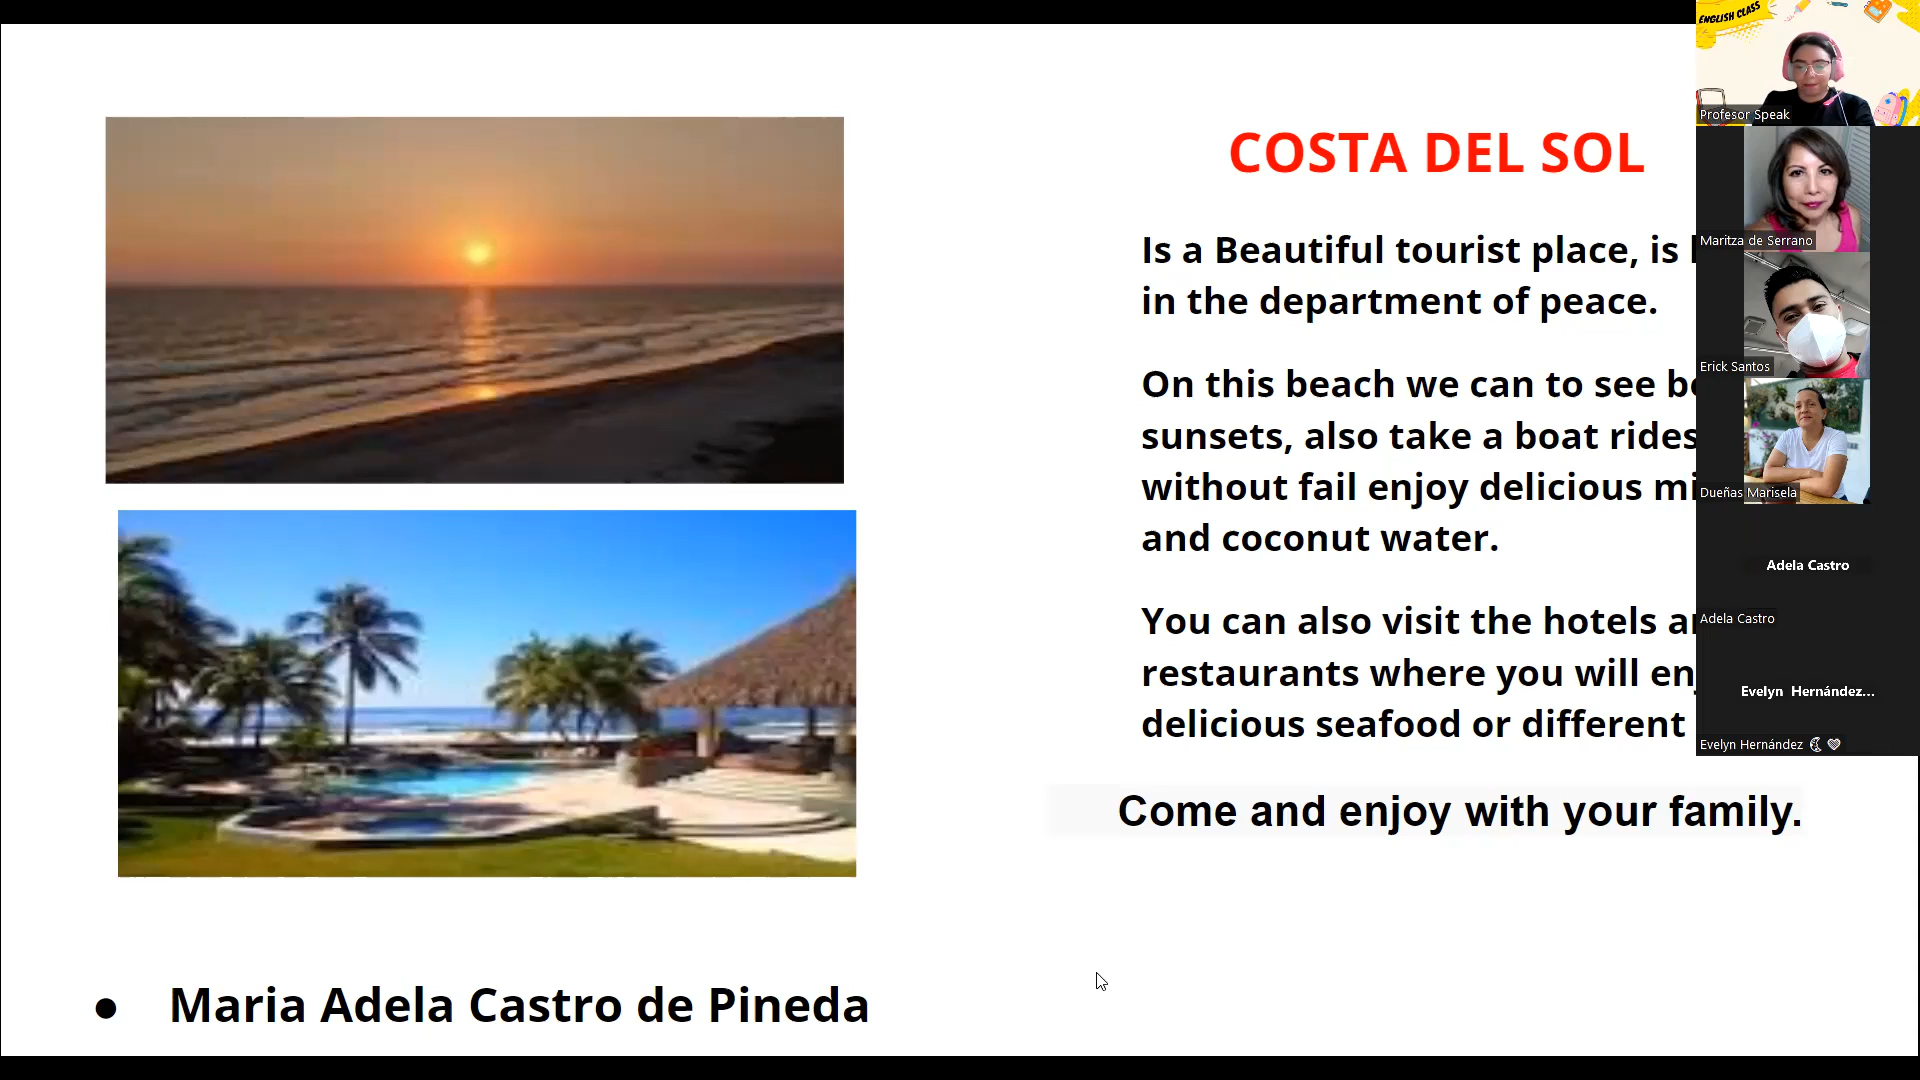 COSTA DEL SOL
Is a Beautiful tourist place, is
in the department of peace.
On this beach we can to see
sunsets, also take a boat rides
without fail enjoy delicious
and coconut water.
You can also visit the hotels
restaurants where you will
delicious seafood or different
Come and enjoy with your family.
● Maria Adela Castro de Pineda
ENGLISH CLASS
Profesor Speak
Maritza de Serrano
Erick Santos
Dueñas Marisela
Adela Castro
Adela Castro
Evelyn Hernández...
Evelyn Hernández